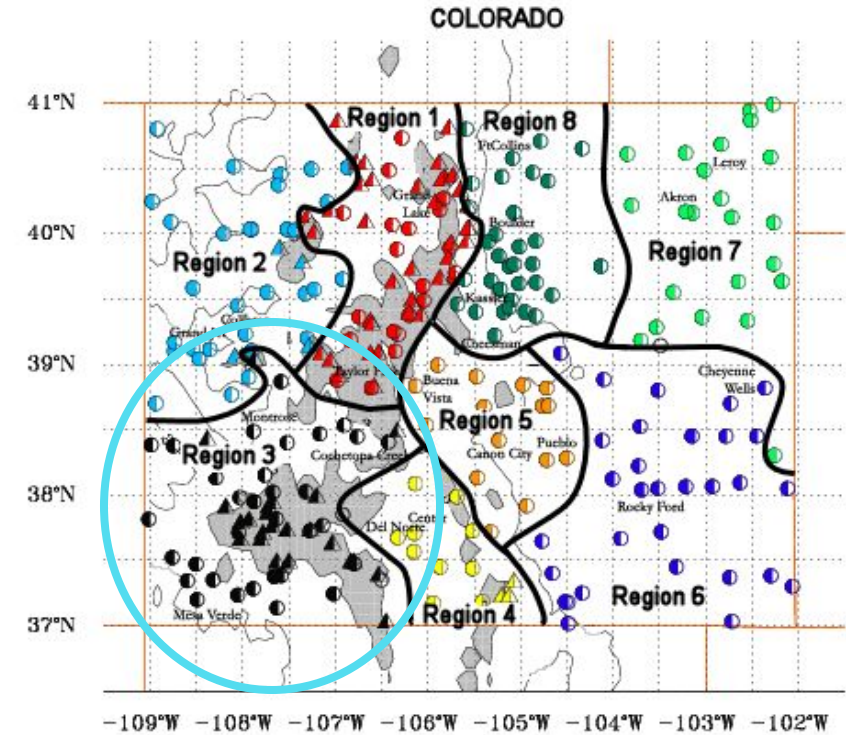 COLORADO
41°N
Region 1
Region 8
FtCollins
Leroy
Grand
Lake
Akron
40°N
Boulder
Region 2
Region 7
Kassler
Grand
Cheesman
39°N
Taylor
Buena
Vista
Cheyenne
Wells
Montrose
Region 5
Region 3
Cochetopa Creek
Canon City
Pueblo
38°N
Rocky Ford
Center
Del Norte
Region 6
Mesa Verde
Region 4
37°N
-109°W -108°W -107°W -106°W -105°W -104°W -103°W -102°W